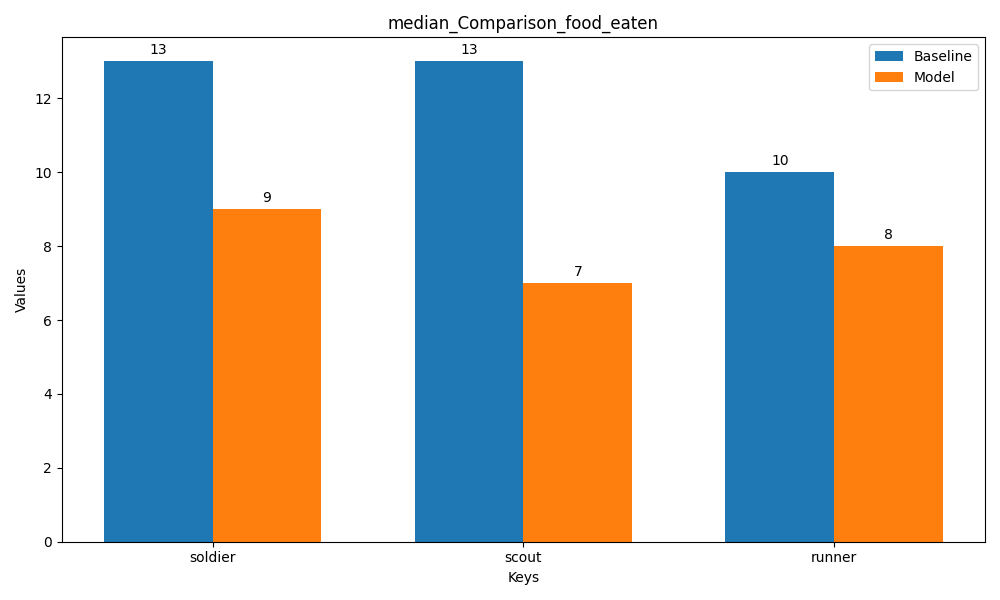 median_Comparison_food_eaten
Baseline
Model
13
9
13
7
10
8
12
10
8
6
4
2
0
Values
soldier
scout
runner
Keys